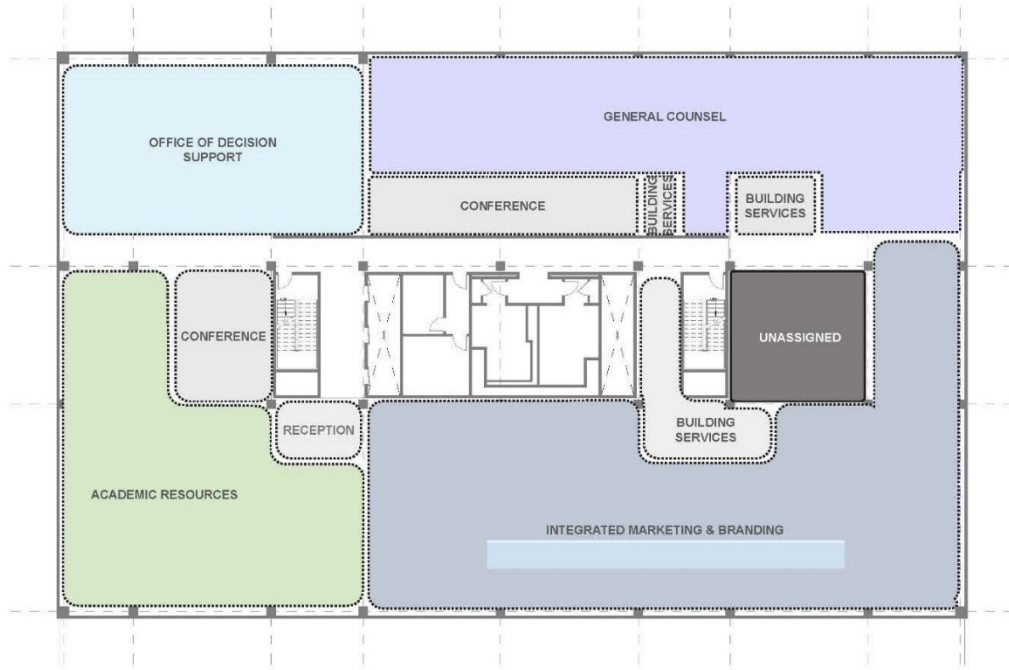 GENERAL COUNSEL
OFFICE OF DECISION
SUPPORT
CONFERENCE
BUILDING
SERVICES
BUILDING
SERVICES
CONFERENCE
UNASSIGNED
RECEPTION
BUILDING
SERVICES
ACADEMIC RESOURCES
INTEGRATED MARKETING & BRANDING